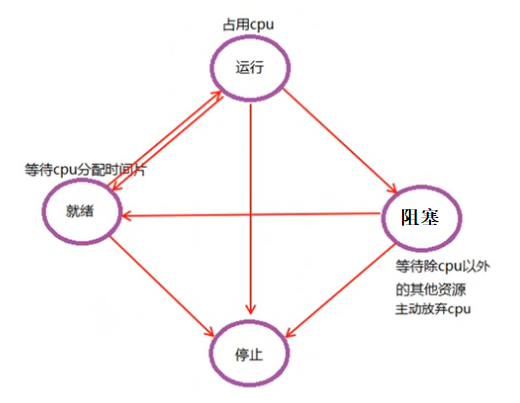 占用cpu
运行
等待cpu分配时间片
就绪
阻塞
等待除cpu以外
的其他资源
主动放弃cpu
停止